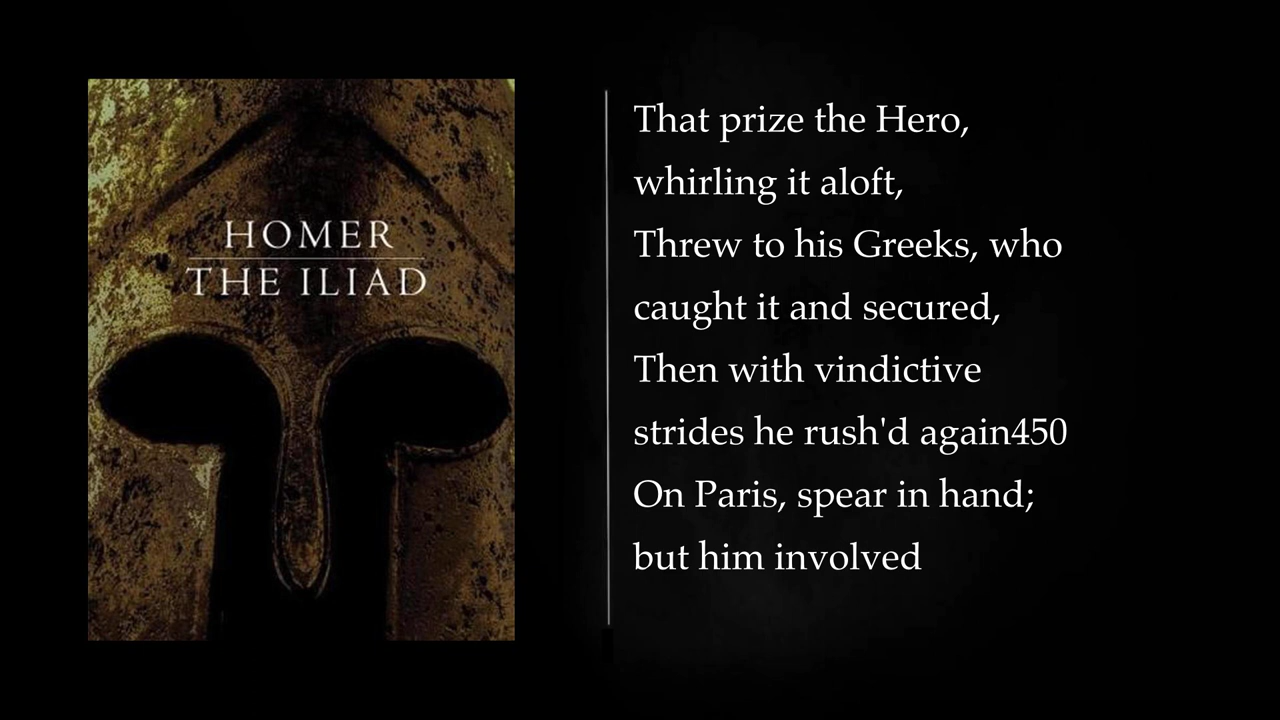 HOMER
THE ILIAD
That prize the Hero,
whirling it aloft,
Threw to his Greeks, who
caught it and secured,
Then with vindictive
strides he rush'd again450
On Paris, spear in hand;
but him involved